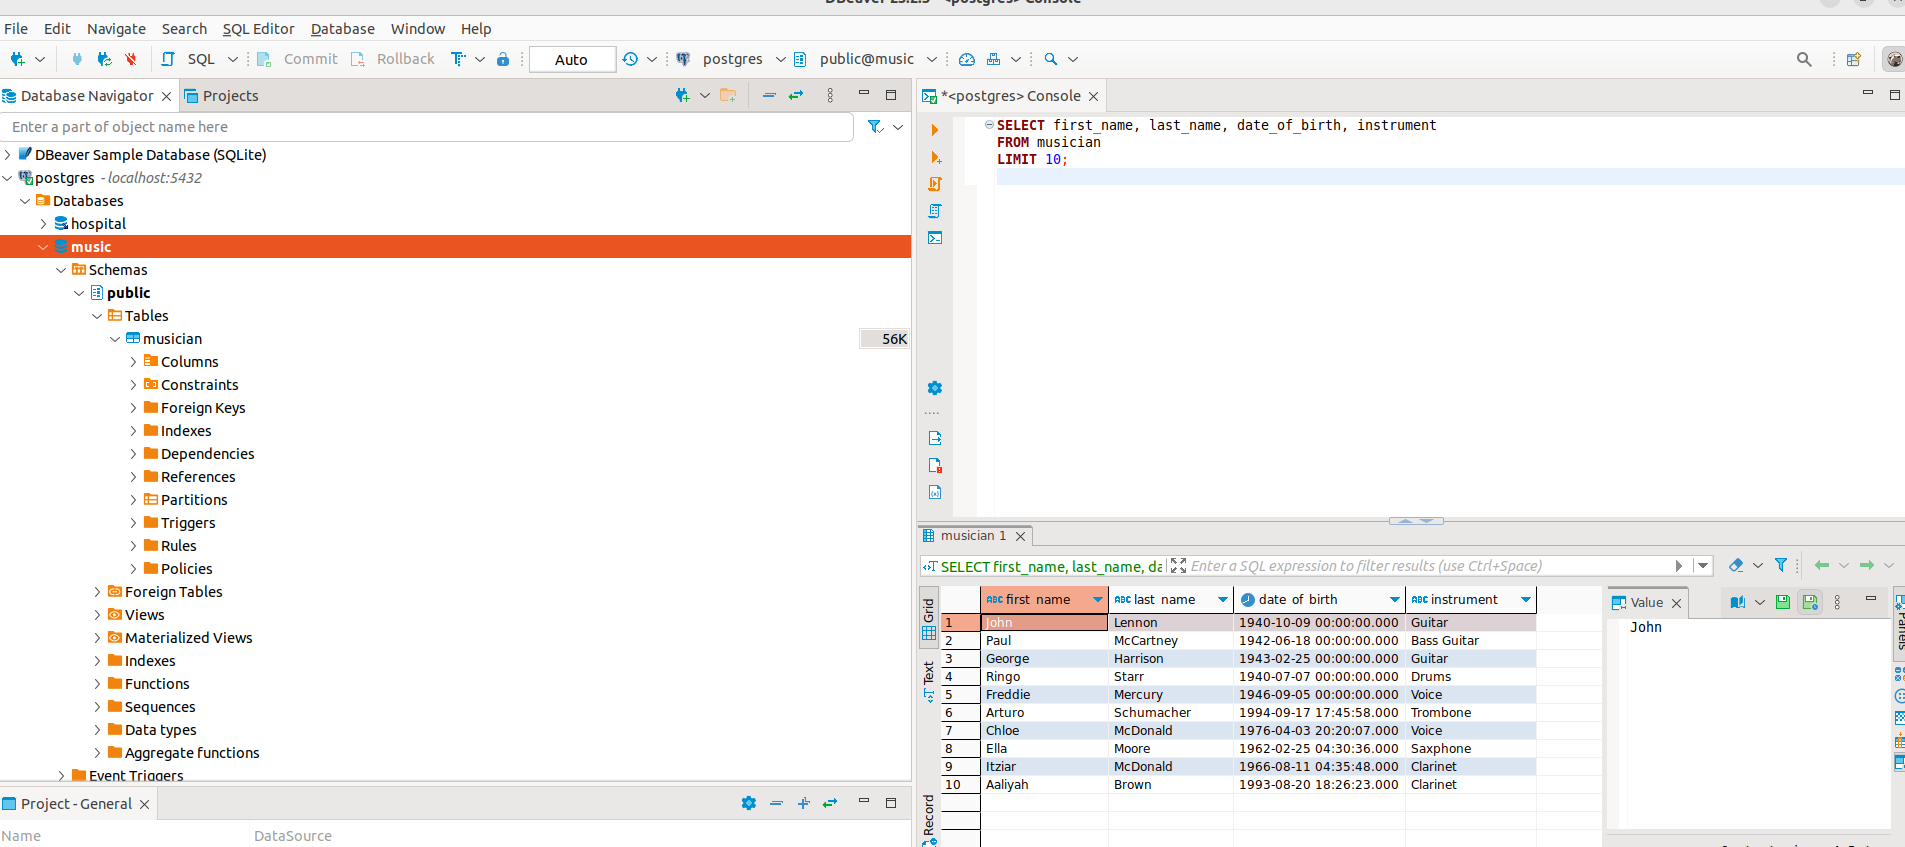 DBeaver 23.2.3 - <postgres> Console
File Edit Navigate Search SQL Editor Database Window Help
SQL Commit Rollback Auto postgres public@music
Database Navigator Projects
Enter a part of object name here
DBeaver Sample Database (SQLite)
postgres - localhost:5432
Databases
hospital
music
Schemas
public
Tables
musician 56K
Columns
Constraints
Foreign Keys
Indexes
Dependencies
References
Partitions
Triggers
Rules
Policies
Foreign Tables
Views
Materialized Views
Indexes
Functions
Sequences
Data types
Aggregate functions
Event Triggers
Project - General
Name DataSource
*<postgres> Console
SELECT first_name, last_name, date_of_birth, instrument
FROM musician
LIMIT 10;
musician 1
SELECT first_name, last_name, da Enter a SQL expression to filter results (use Ctrl+Space)
Grid
Text
Record
first_name last_name date_of_birth instrument
1 John Lennon 1940-10-09 00:00:00.000 Guitar
2 Paul McCartney 1942-06-18 00:00:00.000 Bass Guitar
3 George Harrison 1943-02-25 00:00:00.000 Guitar
4 Ringo Starr 1940-07-07 00:00:00.000 Drums
5 Freddie Mercury 1946-09-05 00:00:00.000 Voice
6 Arturo Schumacher 1994-09-17 17:45:58.000 Trombone
7 Chloe McDonald 1976-04-03 20:20:07.000 Voice
8 Ella Moore 1962-02-25 04:30:36.000 Saxphone
9 Itziar McDonald 1966-08-11 04:35:48.000 Clarinet
10 Aaliyah Brown 1993-08-20 18:26:23.000 Clarinet
Value
John
Panels